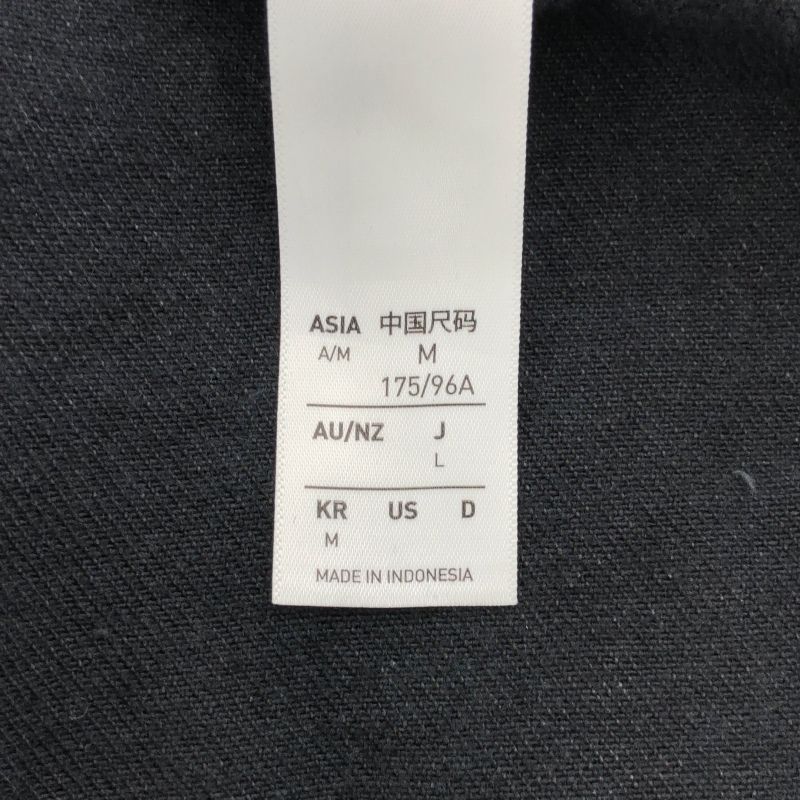 ASIA 中国尺码
A/M M
175/96A
AU/NZ J
L
KR US D
M
MADE IN INDONESIA